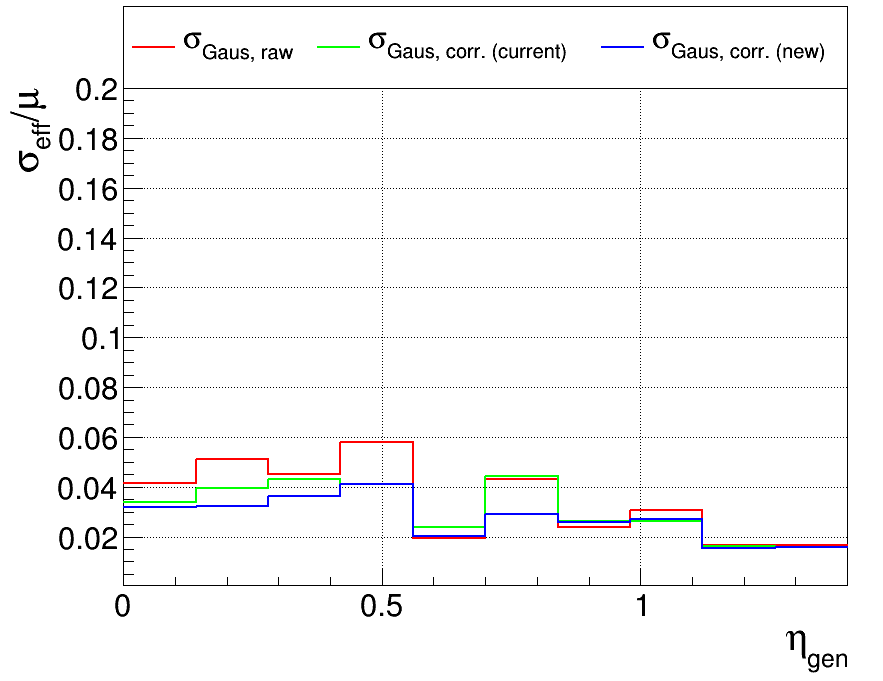 σGaus, raw σGaus, corr. (current) σGaus, corr. (new)
σeff/μ
0.2
0.18
0.16
0.14
0.12
0.1
0.08
0.06
0.04
0.02
0 0.5 1
ηgen